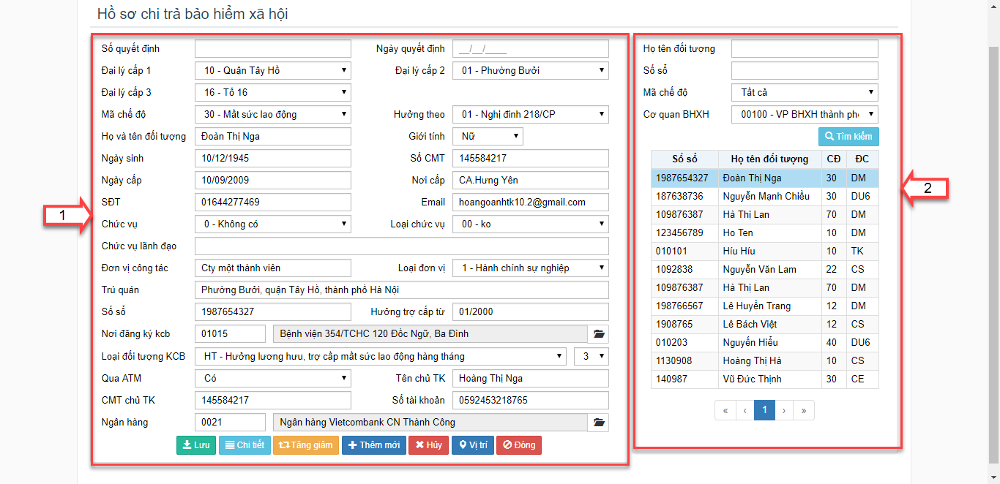 Hồ sơ chi trả bảo hiểm xã hội
Số quyết định
Ngày quyết định __/__/____
Đại lý cấp 1 10 - Quận Tây Hồ
Đại lý cấp 2 01 - Phường Bưởi
Đại lý cấp 3 16 - Tổ 16
Mã chế độ 30 - Mất sức lao động
Hưởng theo 01 - Nghị đinh 218/CP
Họ và tên đối tượng Đoàn Thị Nga
Giới tính Nữ
Ngày sinh 10/12/1945
Số CMT 145584217
Ngày cấp 10/09/2009
Nơi cấp CA.Hưng Yên
SĐT 01644277469
Email hoangoanhtk10.2@gmail.com
Chức vụ 0 - Không có
Loại chức vụ 00 - ko
Chức vụ lãnh đạo
Đơn vị công tác Cty một thành viên
Loại đơn vị 1 - Hành chính sự nghiệp
Trú quán Phường Bưởi, quận Tây Hồ, thành phố Hà Nội
Số sổ 1987654327
Hưởng trợ cấp từ 01/2000
Nơi đăng ký kcb 01015 Bệnh viện 354/TCHC 120 Đốc Ngữ, Ba Đình
Loại đối tượng KCB HT - Hưởng lương hưu, trợ cấp mất sức lao động hàng tháng 3
Qua ATM Có
Tên chủ TK Hoàng Thị Nga
CMT chủ TK 145584217
Số tài khoản 0592453218765
Ngân hàng 0021 Ngân hàng Vietcombank CN Thành Công
Lưu Chi tiết Tăng giảm Thêm mới Hủy Vị trí Đóng
1
Họ tên đối tượng
Số sổ
Mã chế độ Tất cả
Cơ quan BHXH 00100 - VP BHXH thành phố
Tìm kiếm
Số sổ Họ tên đối tượng CĐ ĐC
1987654327 Đoàn Thị Nga 30 DM
187638736 Nguyễn Mạnh Chiều 30 DU6
109876387 Hà Thị Lan 70 DM
123456789 Ho Ten 10 DM
010101 Híu Híu 10 TK
1092838 Nguyễn Văn Lam 22 CS
109876387 Hà Thị Lan 70 DM
198766567 Lê Huyền Trang 12 DM
1908765 Lê Bách Việt 12 CS
010203 Nguyến Hiểu 40 DU6
1130908 Hoàng Thị Hà 10 CS
140987 Vũ Đức Thịnh 30 CE
« ‹ 1 › »
2